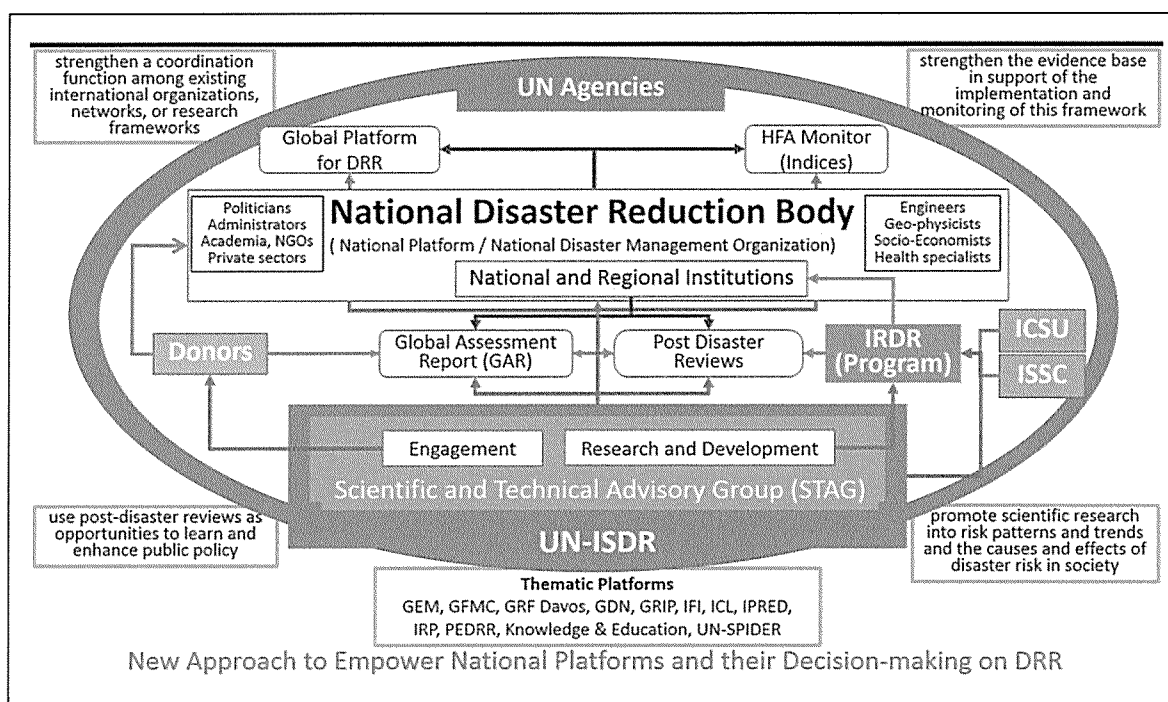 strengthen a coordination
function among existing
international organizations,
networks, or research
frameworks
UN Agencies
strengthen the evidence base
in support of the
implementation and
monitoring of this framework
Global Platform
for DRR
HFA Monitor
(Indices)
Politicians
Administrators
Academia, NGOs
Private sectors
National Disaster Reduction Body
( National Platform / National Disaster Management Organization)
Engineers
Geo-physicists
Socio-Economists
Health specialists
National and Regional Institutions
Donors
Global Assessment
Report (GAR)
Post Disaster
Reviews
IRDR
(Program)
ICSU
ISSC
Engagement
Research and Development
Scientific and Technical Advisory Group (STAG)
UN-ISDR
use post-disaster reviews as
opportunities to learn and
enhance public policy
promote scientific research
into risk patterns and trends
and the causes and effects of
disaster risk in society
Thematic Platforms
GEM, GFMC, GRF Davos, GDN, GRIP, IFI, ICL, IPRED,
IRP, PEDRR, Knowledge & Education, UN-SPIDER
New Approach to Empower National Platforms and their Decision-making on DRR